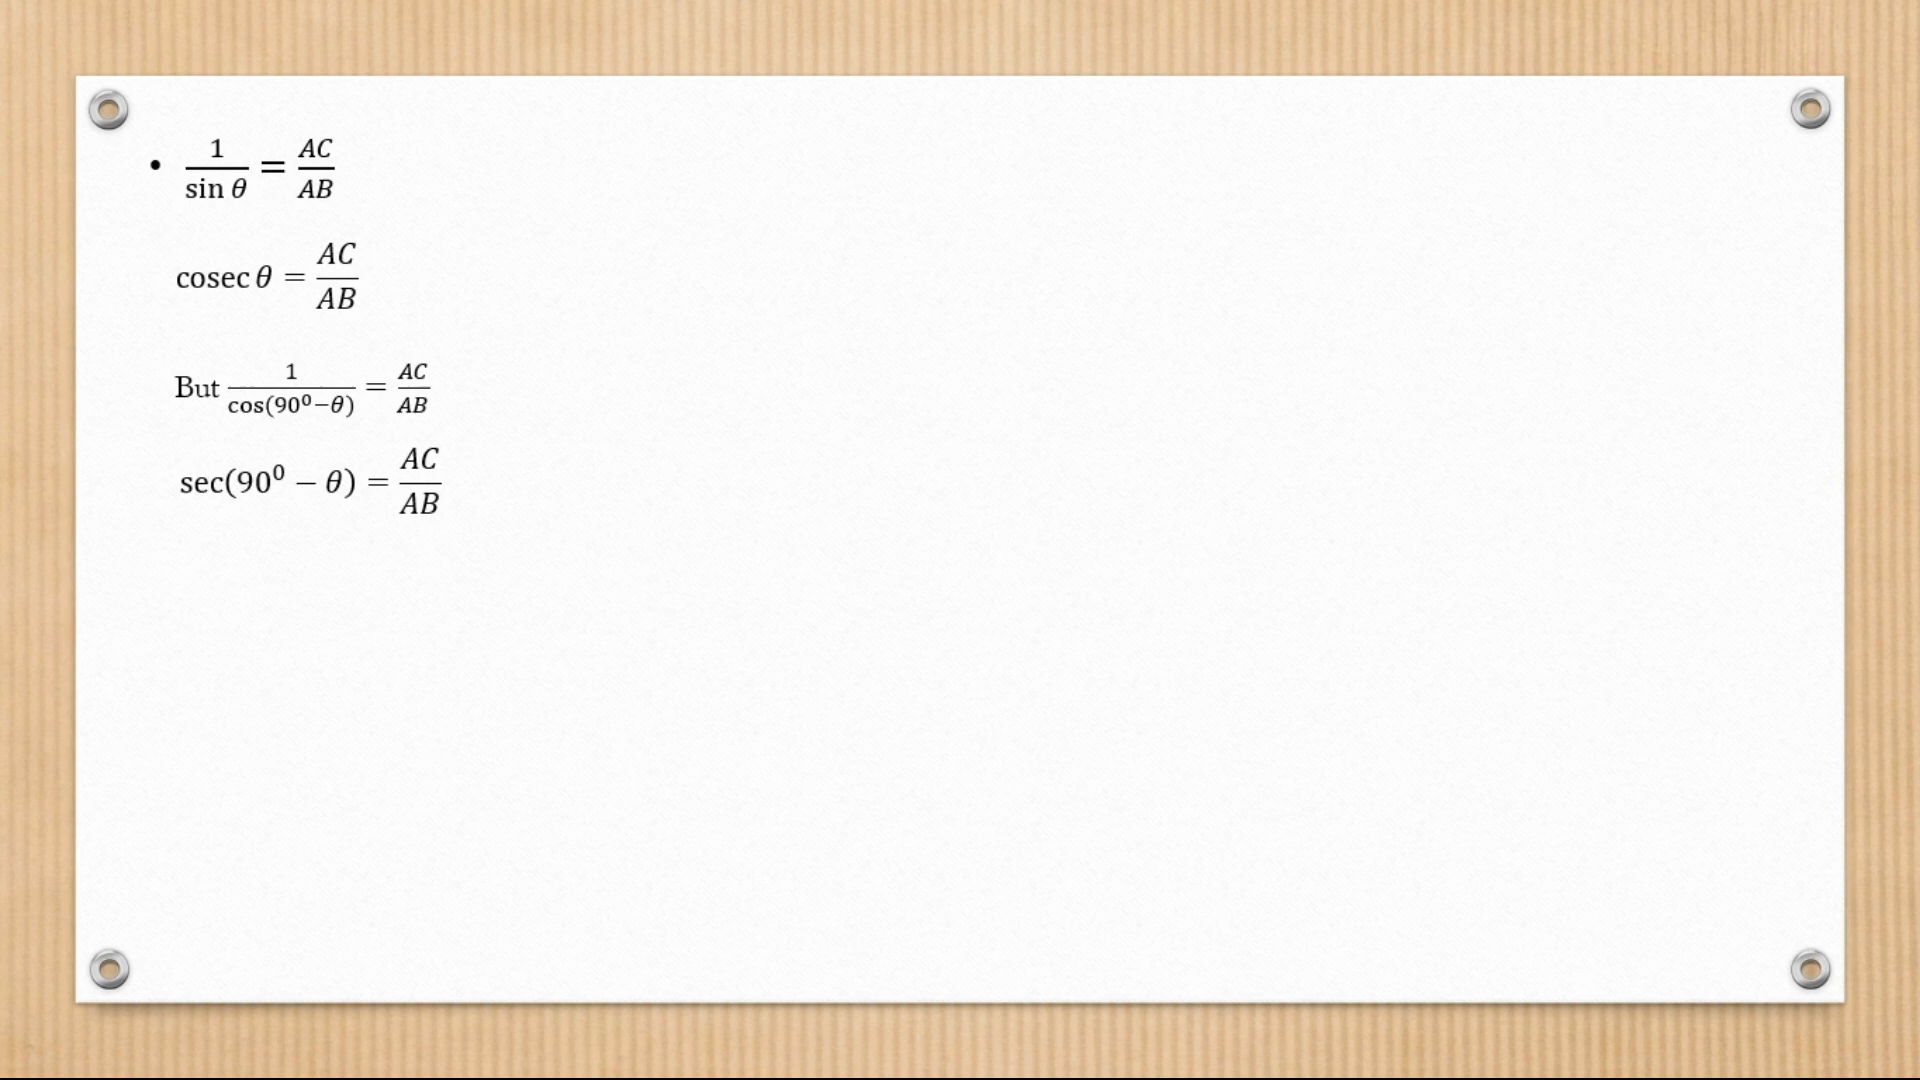 • 1/sin θ = AC/AB
cosec θ = AC/AB
But 1/cos(90⁰−θ) = AC/AB
sec(90⁰ − θ) = AC/AB